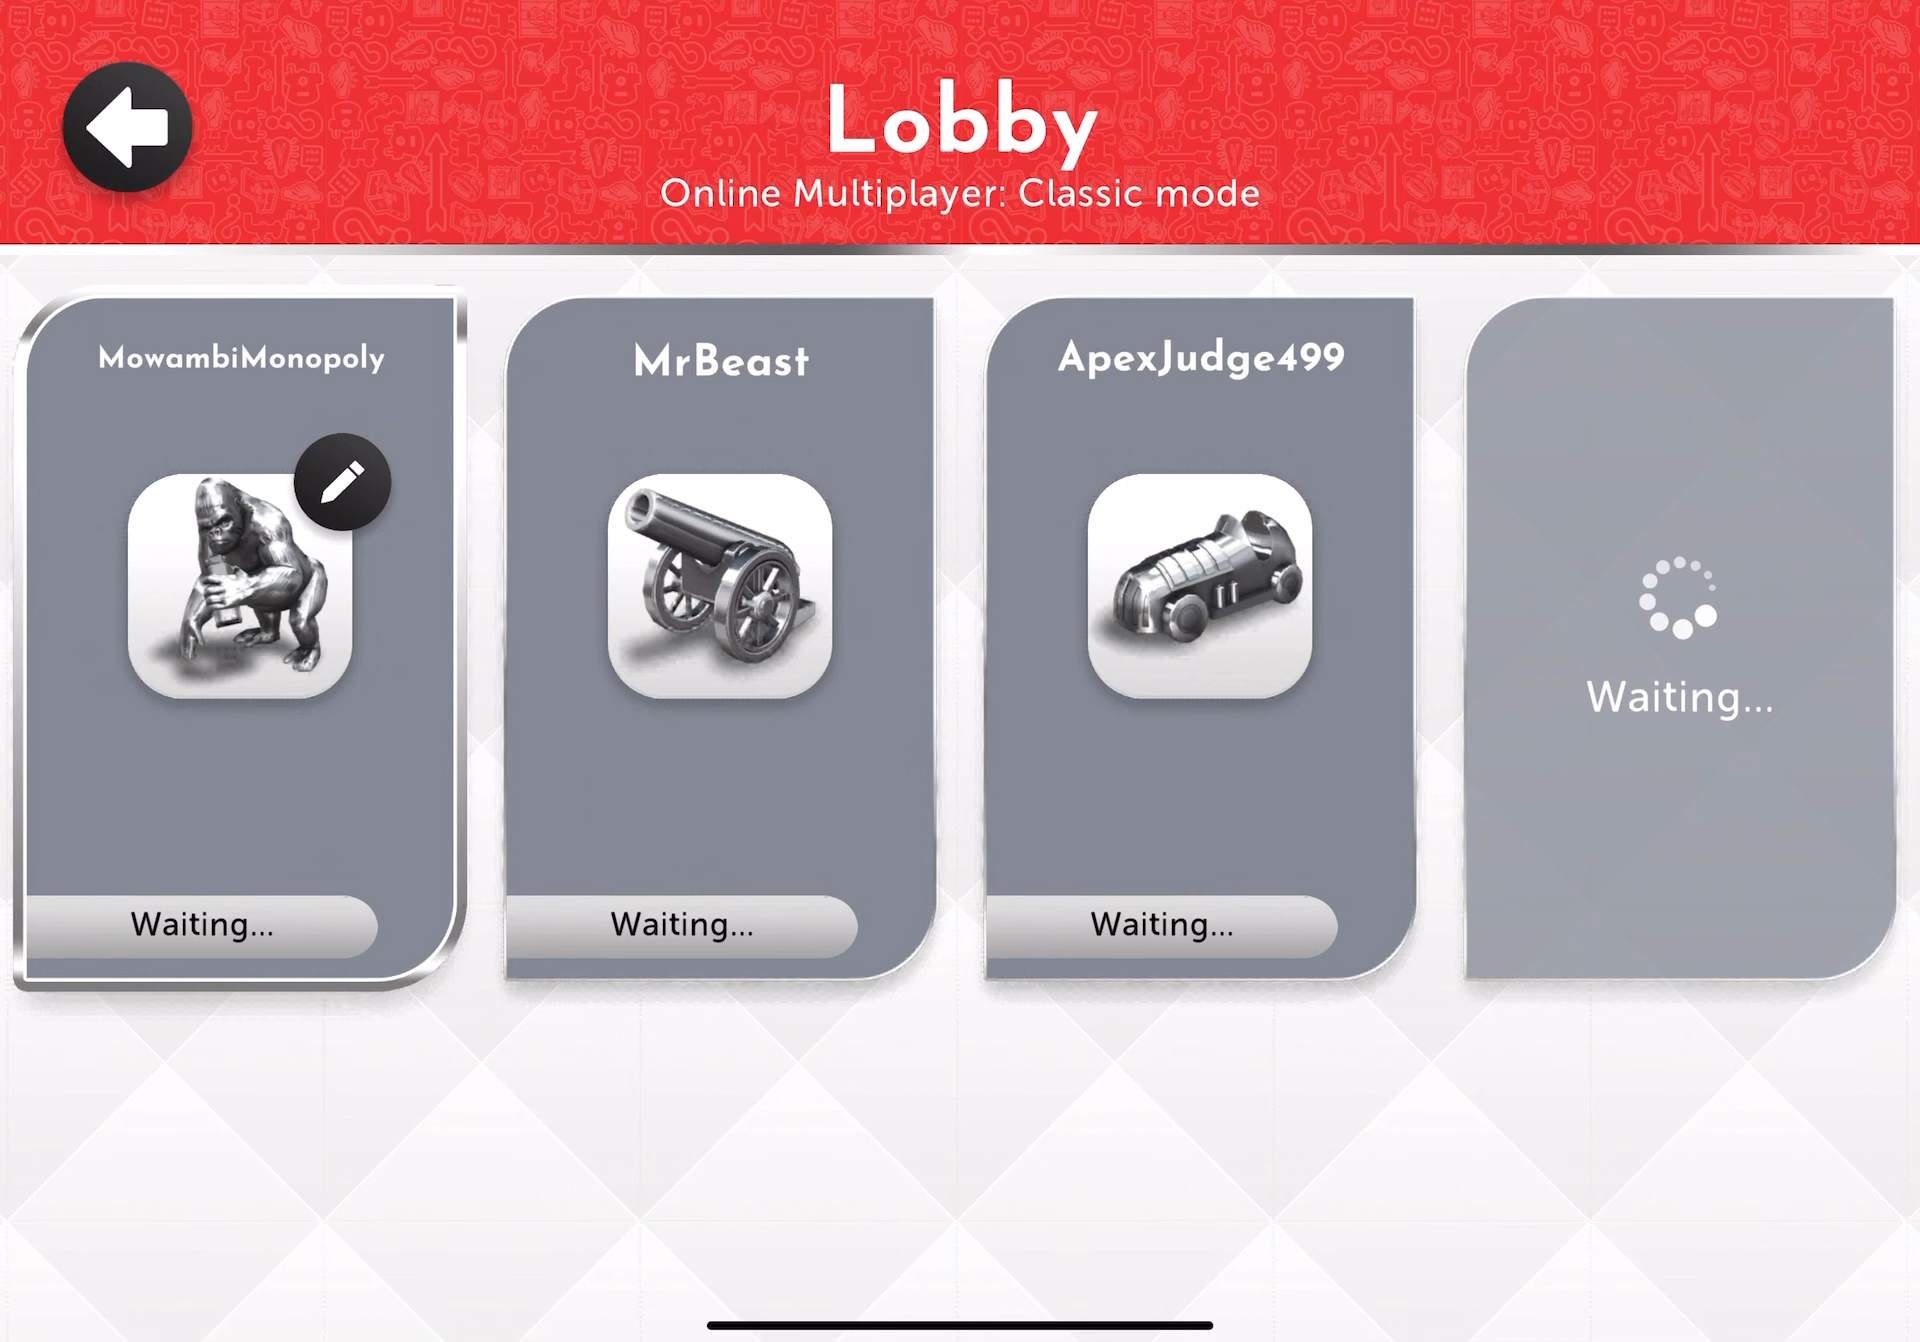 Lobby
Online Multiplayer: Classic mode
MowambiMonopoly
MrBeast
ApexJudge499
Waiting...
Waiting...
Waiting...
Waiting...